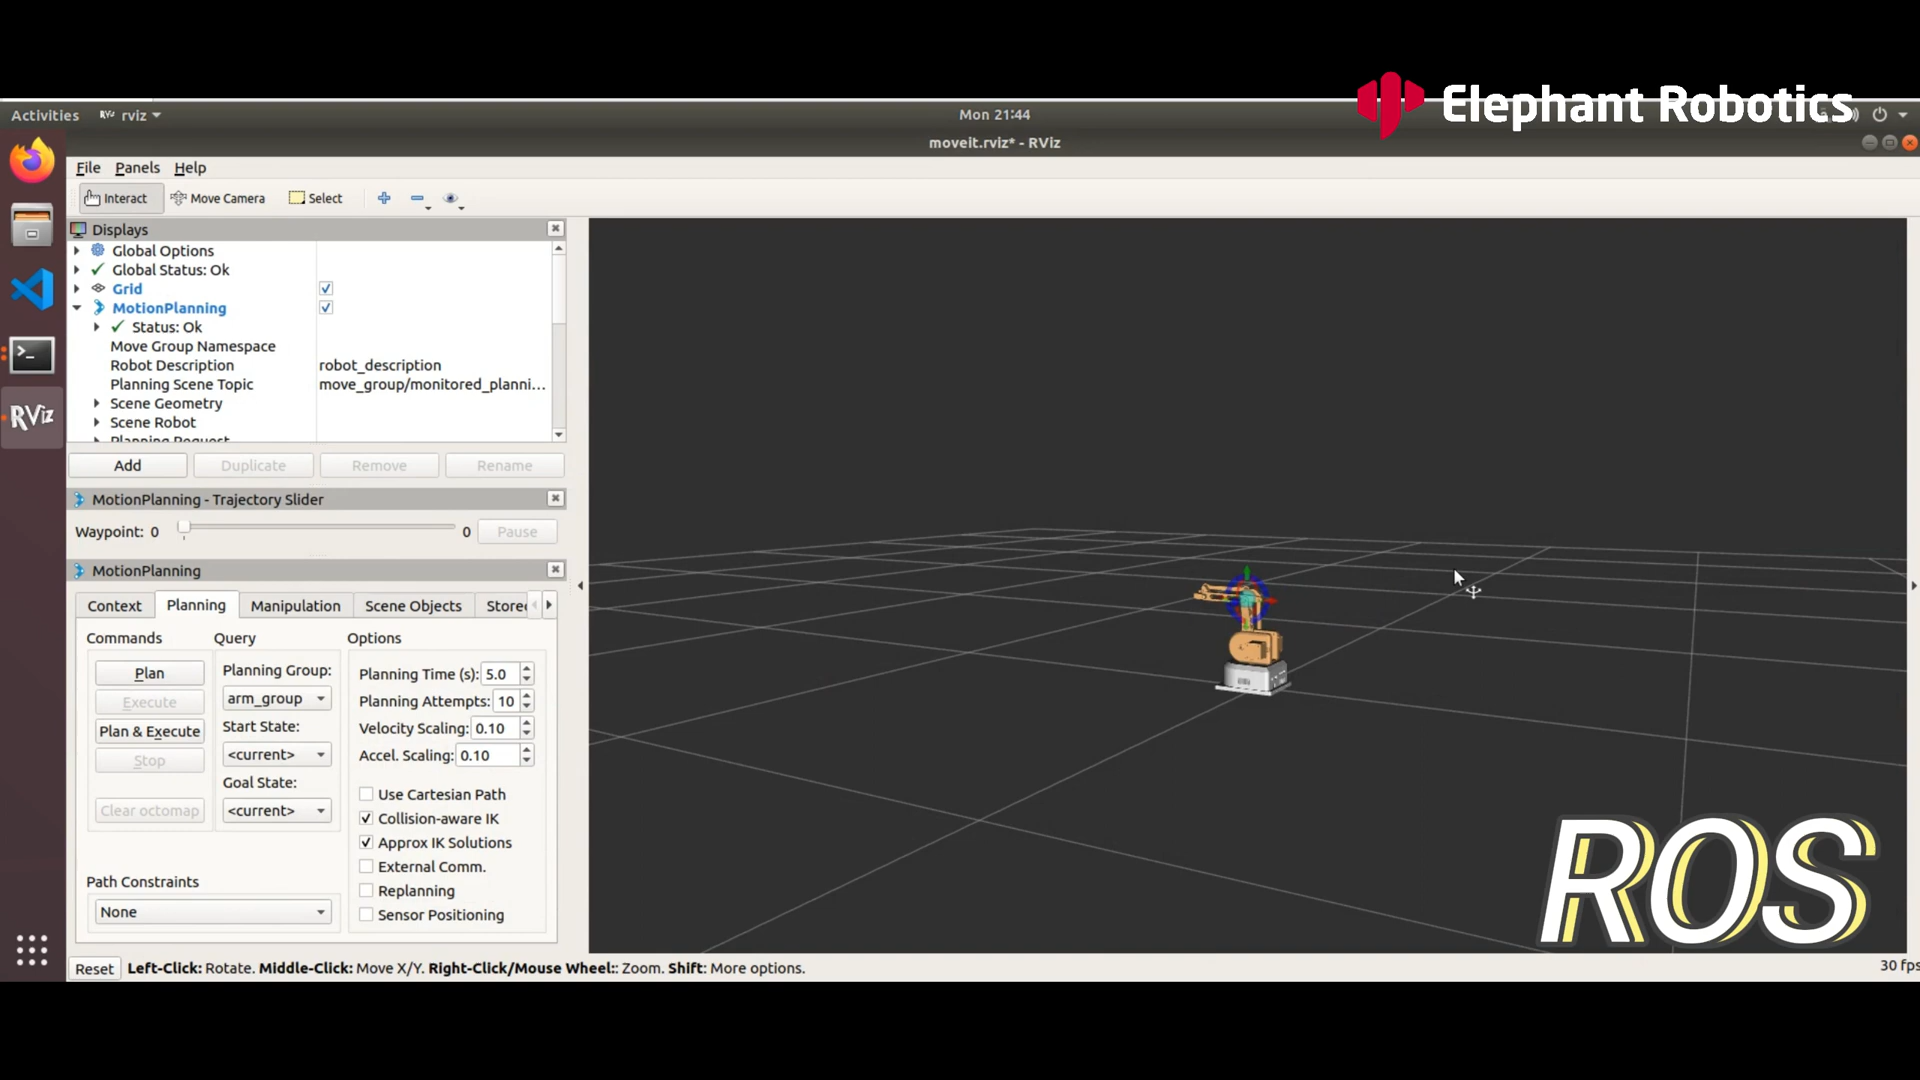 Elephant Robotics
Activities
RViz
rviz
Mon 21:44
moveit.rviz* - RViz
File Panels Help
Interact Move Camera Select
Displays
Global Options
Global Status: Ok
Grid
MotionPlanning
Status: Ok
Move Group Namespace
Robot Description robot_description
Planning Scene Topic move_group/monitored_planni...
Scene Geometry
Scene Robot
Planning Request
RViz
Add Duplicate Remove Rename
MotionPlanning - Trajectory Slider
Waypoint: 0 0 Pause
MotionPlanning
Context Planning Manipulation Scene Objects Store
Commands Query Options
Plan
Execute
Plan & Execute
Stop
Clear octomap
Planning Group:
arm_group
Start State:
<current>
Goal State:
<current>
Planning Time (s): 5.0
Planning Attempts: 10
Velocity Scaling: 0.10
Accel. Scaling: 0.10
Use Cartesian Path
Collision-aware IK
Approx IK Solutions
External Comm.
Replanning
Sensor Positioning
Path Constraints
None
ROS
Reset Left-Click: Rotate. Middle-Click: Move X/Y. Right-Click/Mouse Wheel:: Zoom. Shift: More options.
30 fps